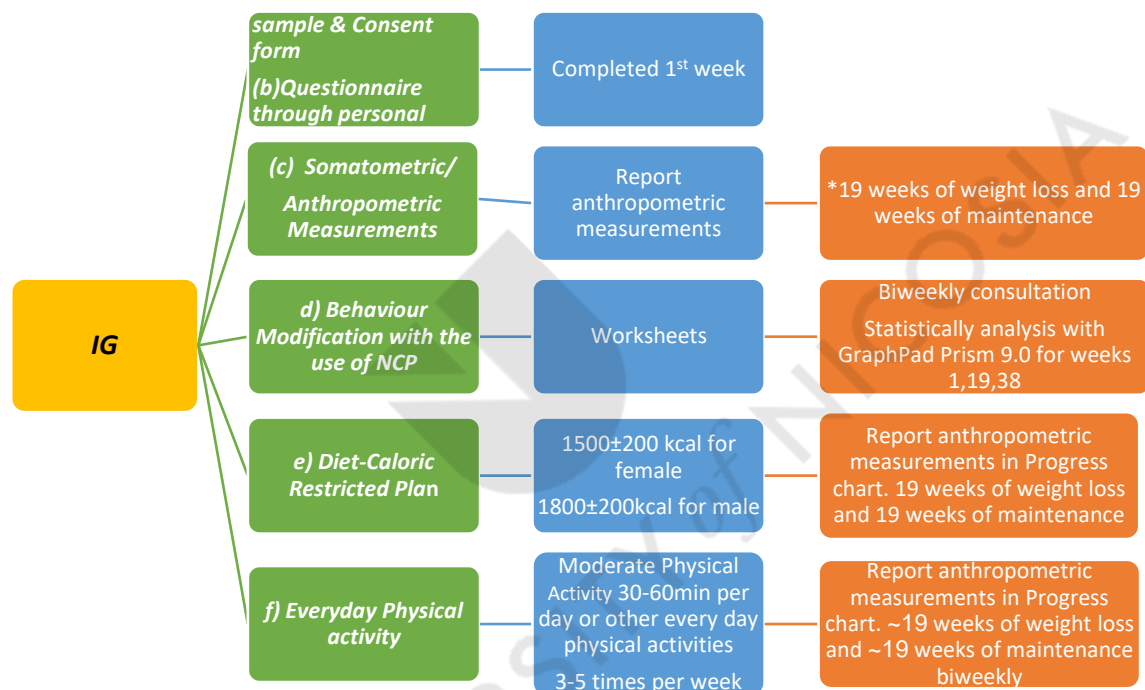 IG
sample & Consent
form
(b)Questionnaire
through personal
Completed 1st week
(c) Somatometric/
Anthropometric
Measurements
Report
anthropometric
measurements
*19 weeks of weight loss and 19
weeks of maintenance
d) Behaviour
Modification with the
use of NCP
Worksheets
Biweekly consultation
Statistically analysis with
GraphPad Prism 9.0 for weeks
1,19,38
e) Diet-Caloric
Restricted Plan
1500±200 kcal for
female
1800±200kcal for male
Report anthropometric
measurements in Progress
chart. 19 weeks of weight loss
and 19 weeks of maintenance
f) Everyday Physical
activity
Moderate Physical
Activity 30-60min per
day or other every day
physical activities
3-5 times per week
Report anthropometric
measurements in Progress
chart. ~19 weeks of weight loss
and ~19 weeks of maintenance
biweekly
SITY of NICOSIA